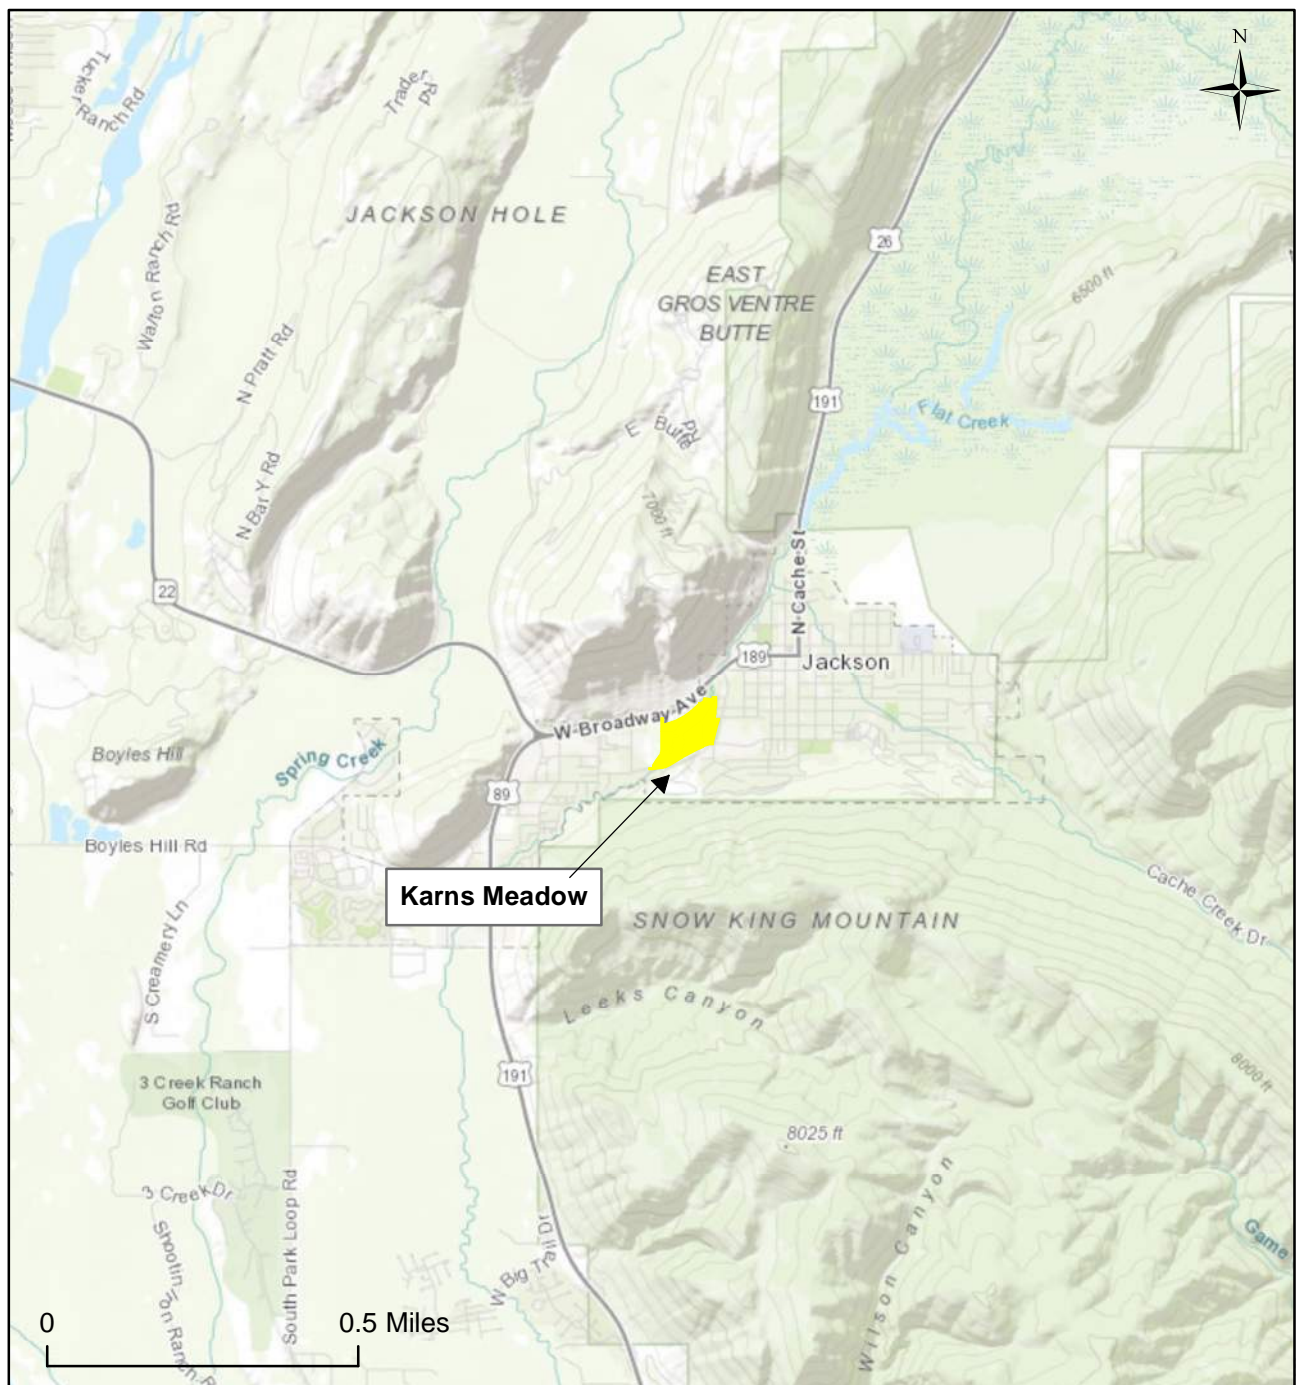 N
Tucker
Ranch Rd
Trader
Rd
JACKSON HOLE
Walton Ranch Rd
26
EAST
GROS VENTRE
BUTTE
6500 ft
N Pratt Rd
191
Flat Creek
E Butte
Rd
N Bar Y Rd
7000 ft
N Cache St
22
189
Jackson
W Broadway Ave
Boyles Hill
Spring Creek
89
Boyles Hill Rd
Karns Meadow
Cache Creek Dr
SNOW KING MOUNTAIN
S Creamery Ln
Leeks Canyon
191
8000 ft
3 Creek Ranch
Golf Club
8025 ft
3 Creek Dr
Wilson Canyon
South Park Loop Rd
W Big Trail Dr
Game
Shootin Iron Ranch
0
0.5 Miles